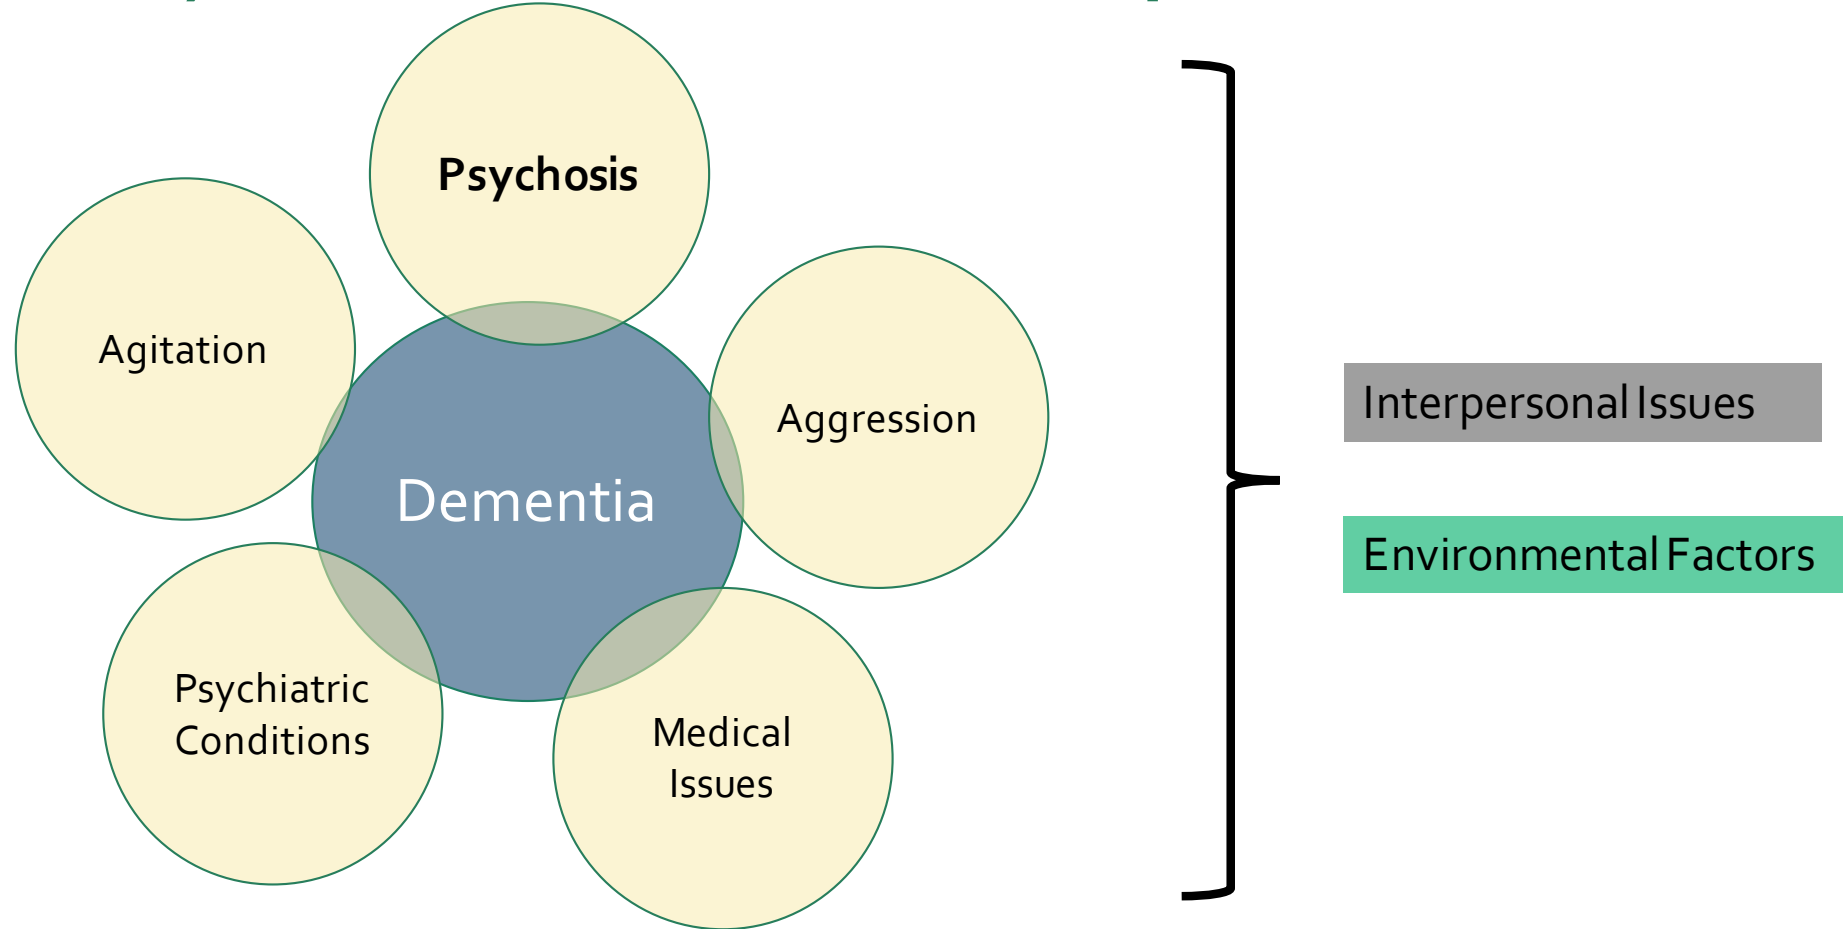 Psychosis
Agitation
Aggression
Dementia
Psychiatric
Conditions
Medical
Issues
Interpersonal Issues
Environmental Factors